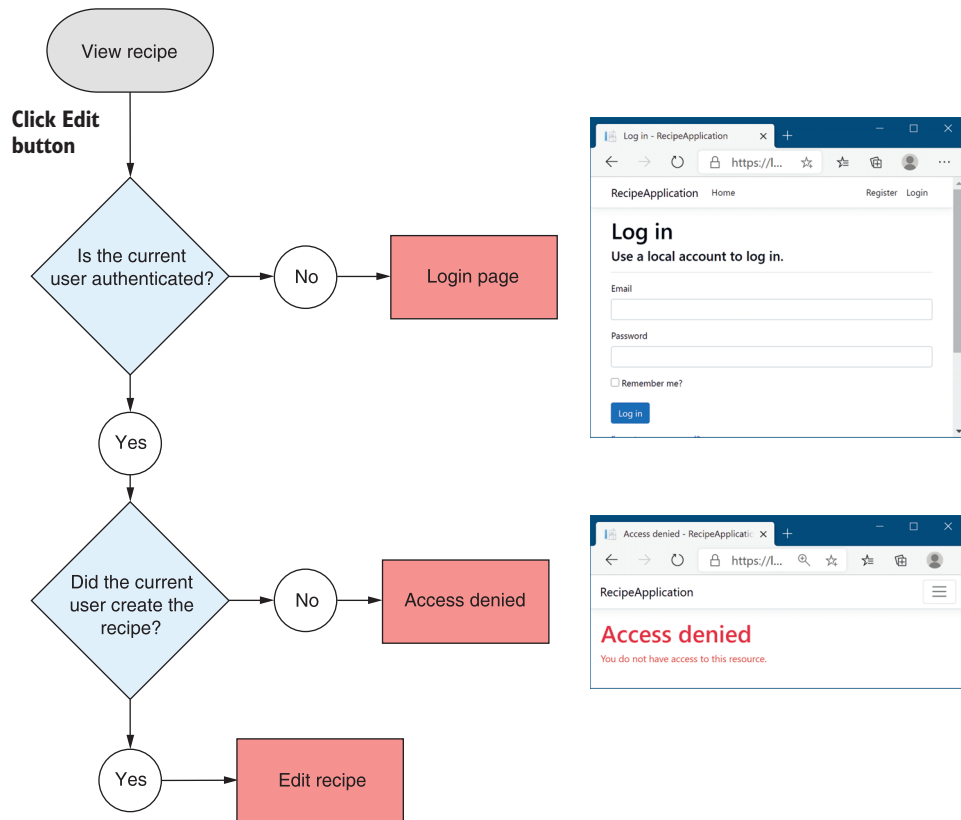 View recipe
Click Edit
button
Is the current
user authenticated?
No
Login page
Yes
Did the current
user create the
recipe?
No
Access denied
Yes
Edit recipe
Log in - RecipeApplication
https://l...
RecipeApplication Home Register Login
Log in
Use a local account to log in.
Email
Password
Remember me?
Log in
Access denied - RecipeApplicatic
https://l...
RecipeApplication
Access denied
You do not have access to this resource.